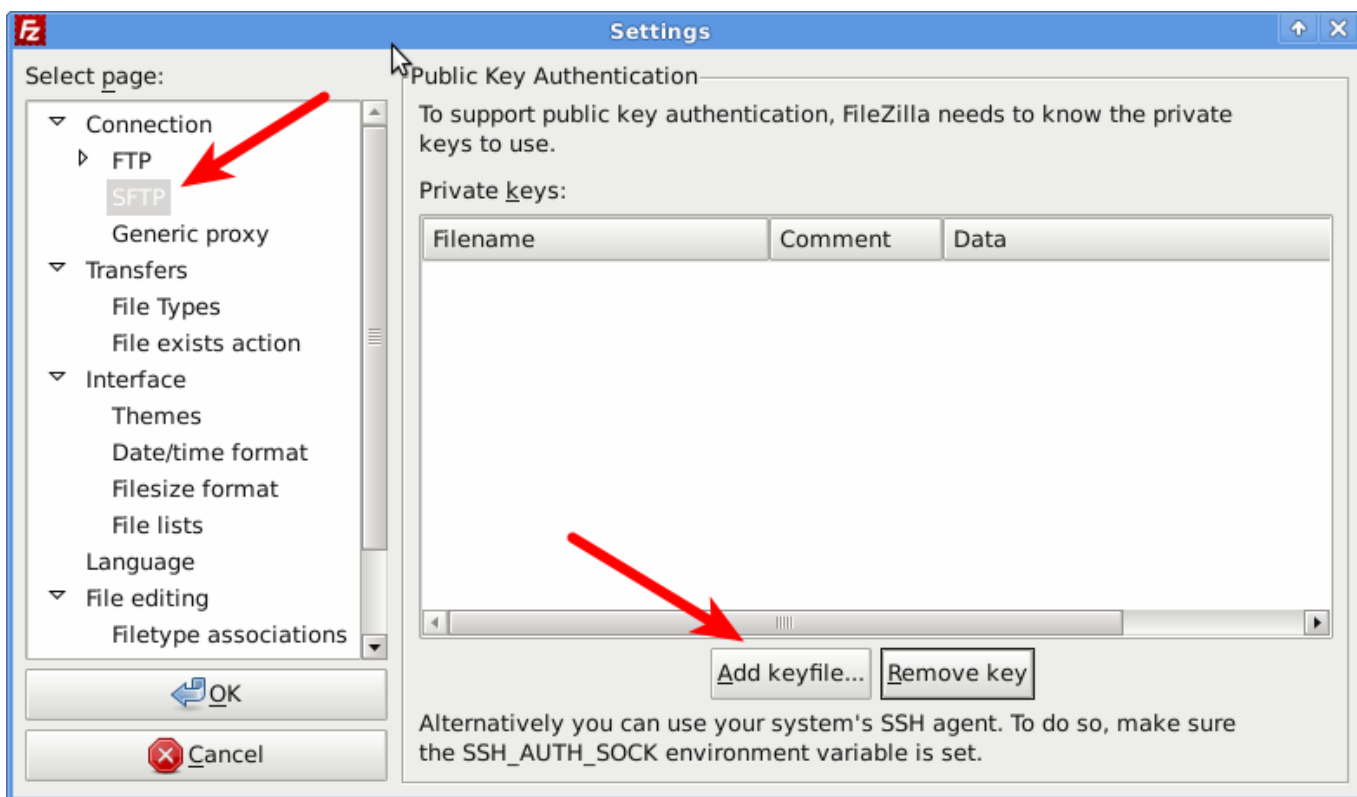 Fz
Settings
Select page:
Connection
FTP
SFTP
Generic proxy
Transfers
File Types
File exists action
Interface
Themes
Date/time format
Filesize format
File lists
Language
File editing
Filetype associations
OK
Cancel
Public Key Authentication
To support public key authentication, FileZilla needs to know the private
keys to use.
Private keys:
Filename Comment Data
Add keyfile... Remove key
Alternatively you can use your system's SSH agent. To do so, make sure
the SSH_AUTH_SOCK environment variable is set.